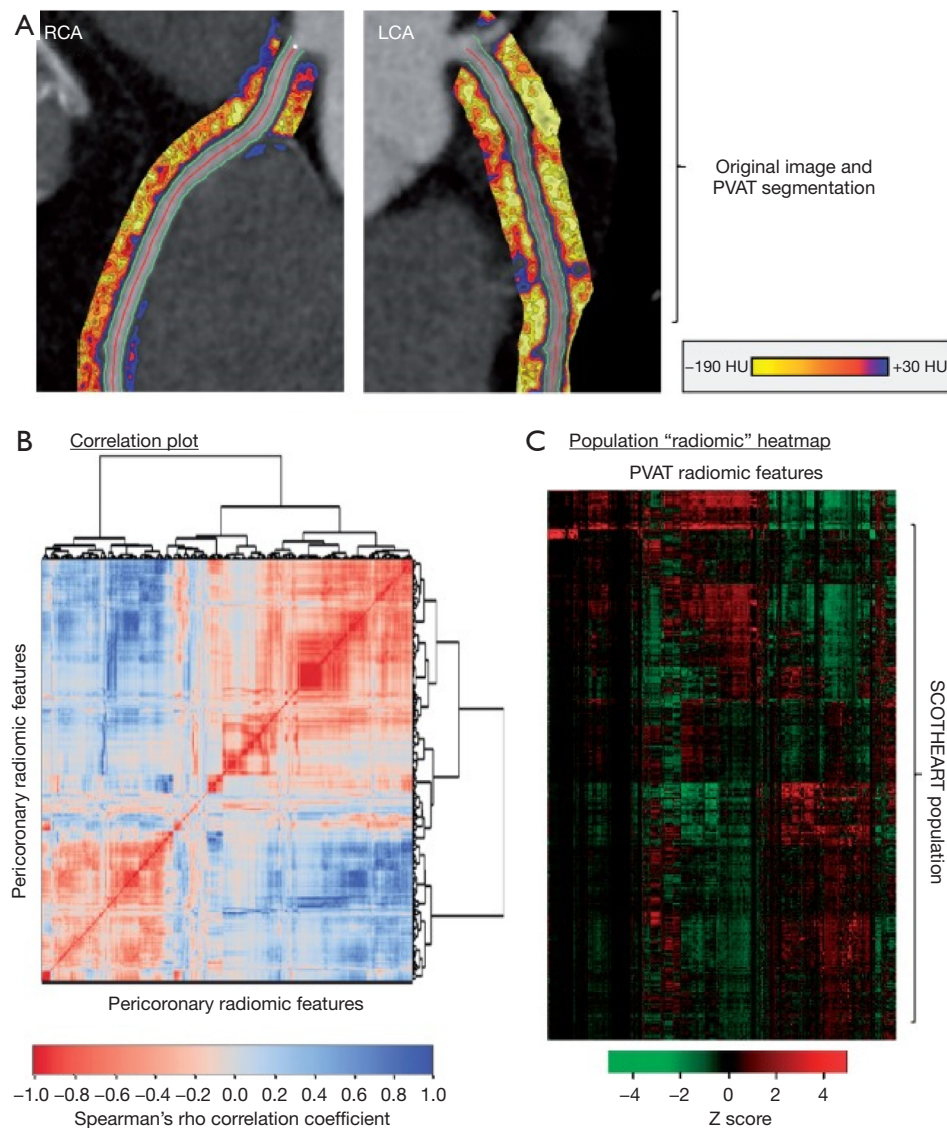 A
RCA
LCA
Original image and
PVAT segmentation
−190 HU
+30 HU
B
Correlation plot
Pericoronary radiomic features
Pericoronary radiomic features
−1.0 −0.8 −0.6 −0.4 −0.2 0.0 0.2 0.4 0.6 0.8 1.0
Spearman's rho correlation coefficient
C
Population “radiomic” heatmap
PVAT radiomic features
SCOTHEART population
−4 −2 0 2 4
Z score